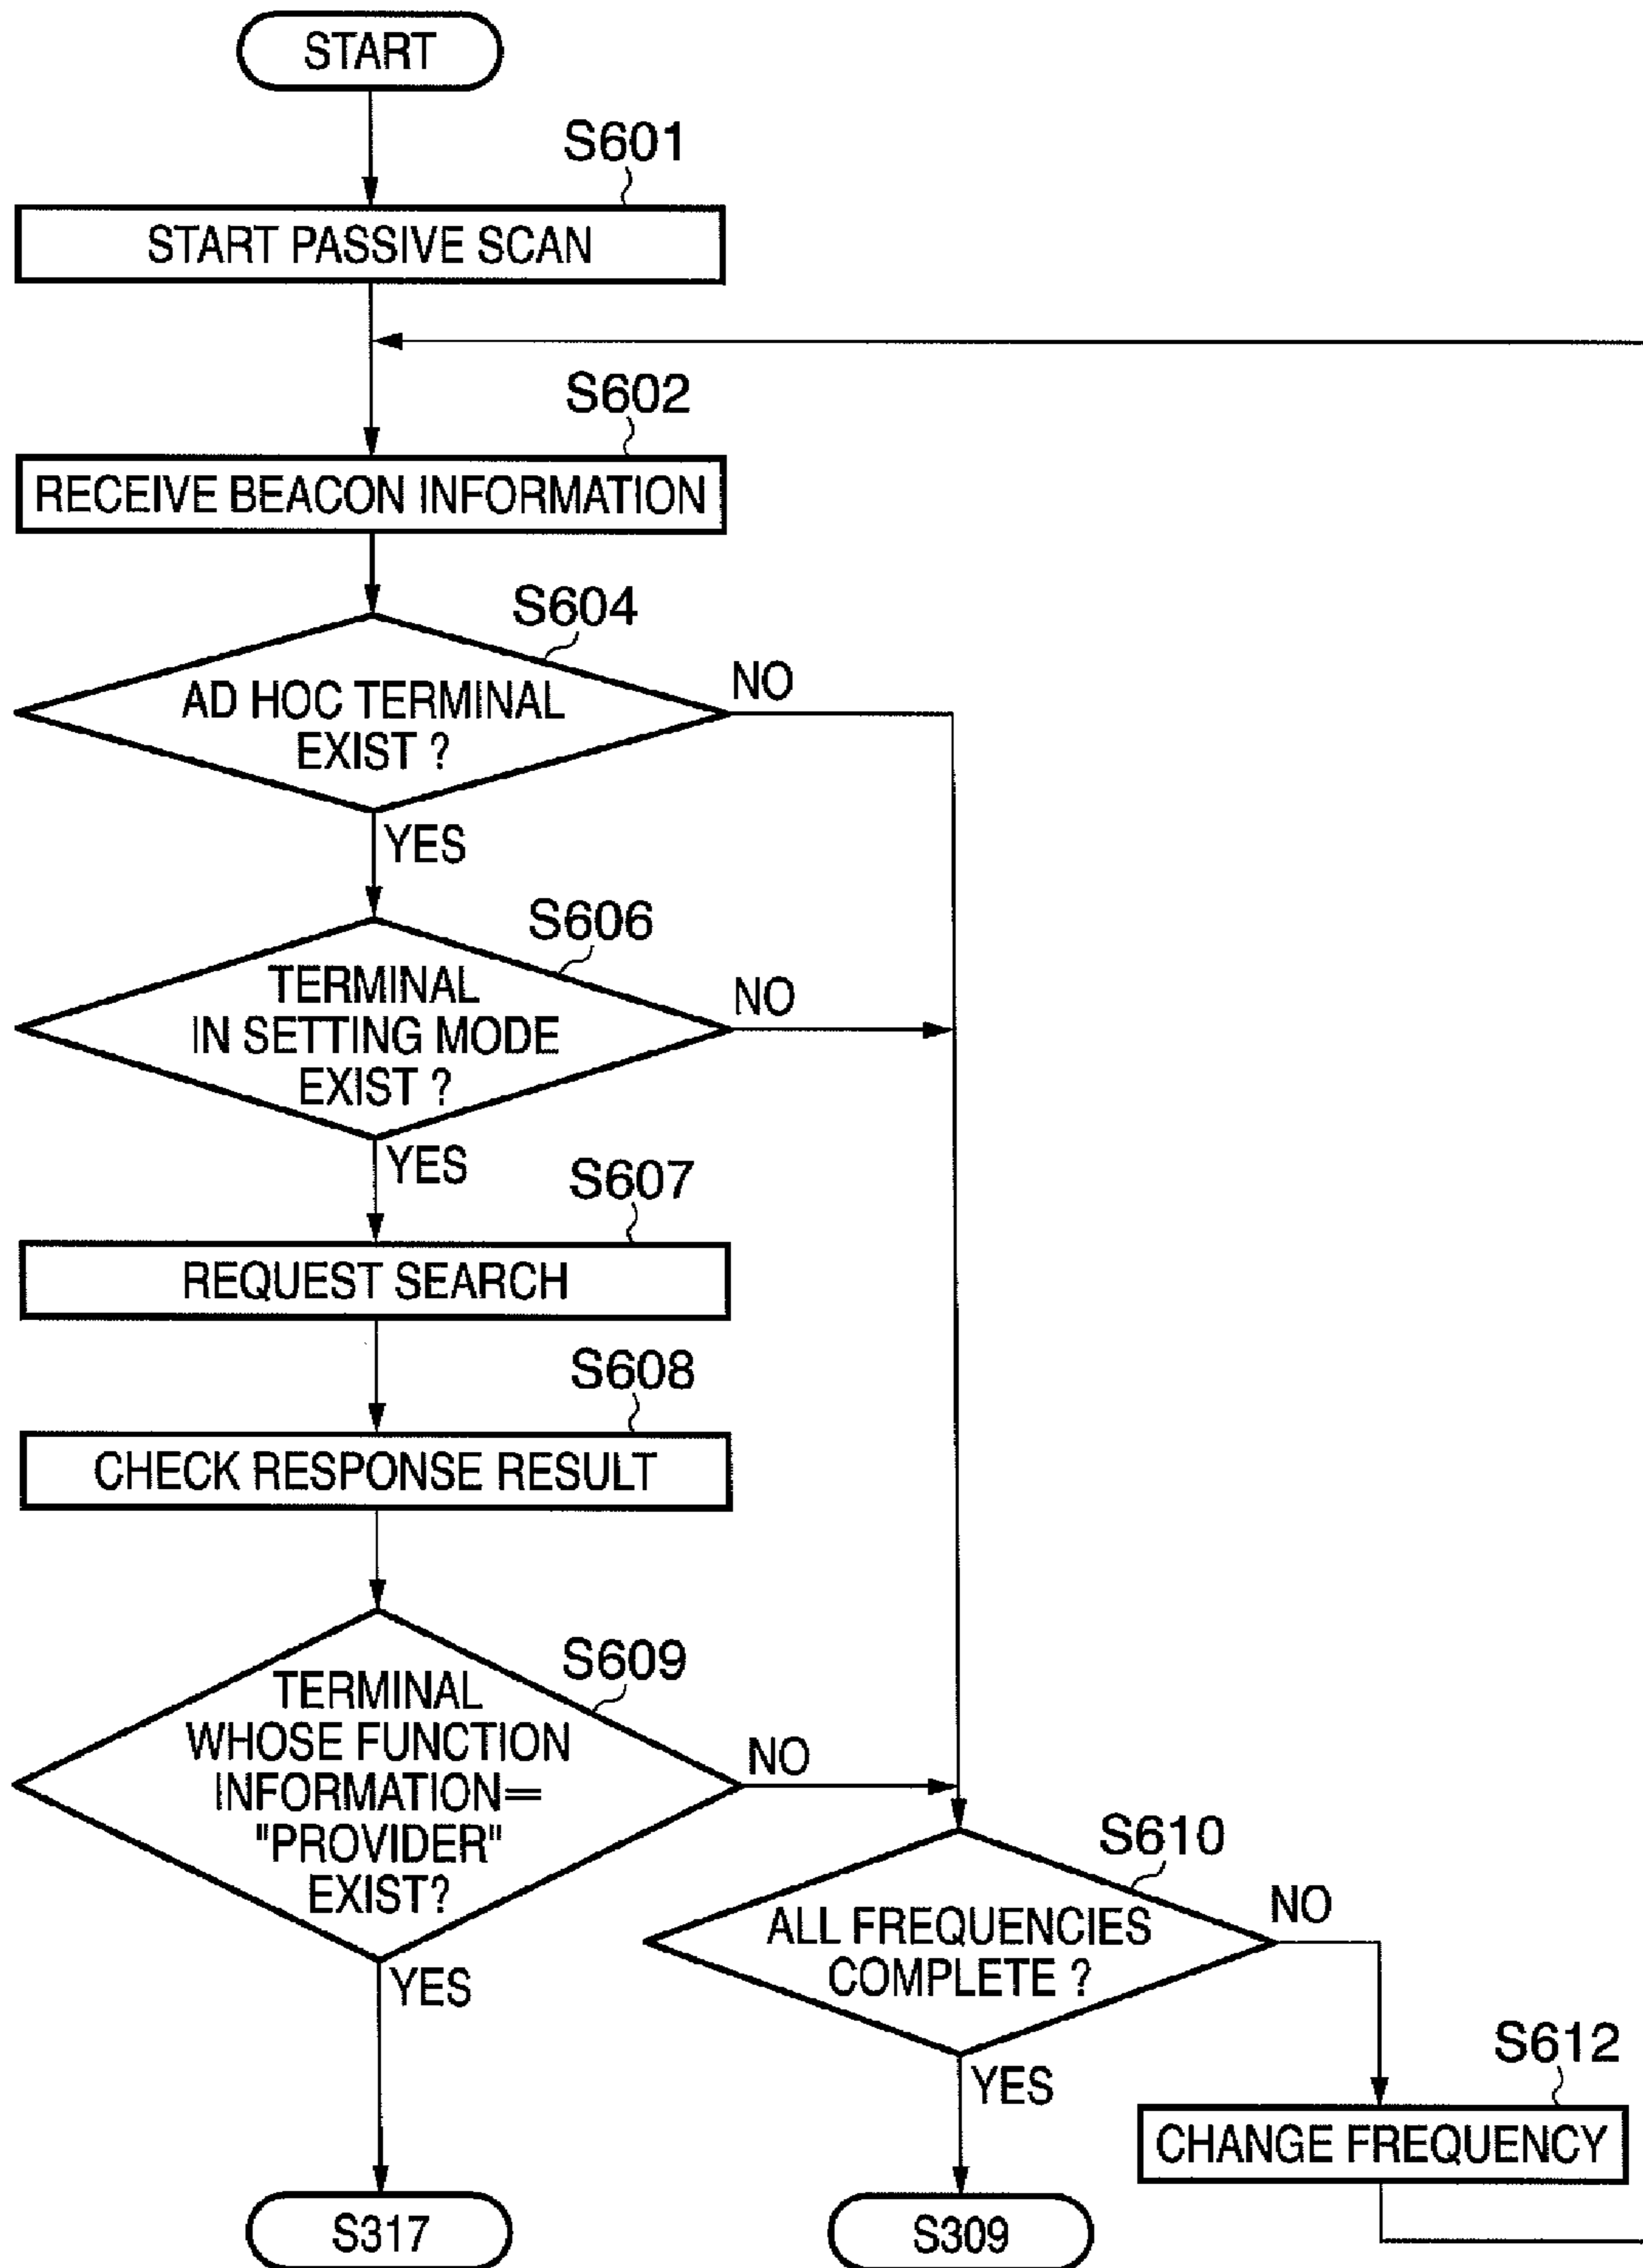 START
S601
START PASSIVE SCAN
S602
RECEIVE BEACON INFORMATION
S604
AD HOC TERMINAL
EXIST ?
NO
YES
S606
TERMINAL
IN SETTING MODE
EXIST ?
NO
YES
S607
REQUEST SEARCH
S608
CHECK RESPONSE RESULT
S609
TERMINAL
WHOSE FUNCTION
INFORMATION=
"PROVIDER"
EXIST?
NO
YES
S610
ALL FREQUENCIES
COMPLETE ?
NO
YES
S612
CHANGE FREQUENCY
S317
S309